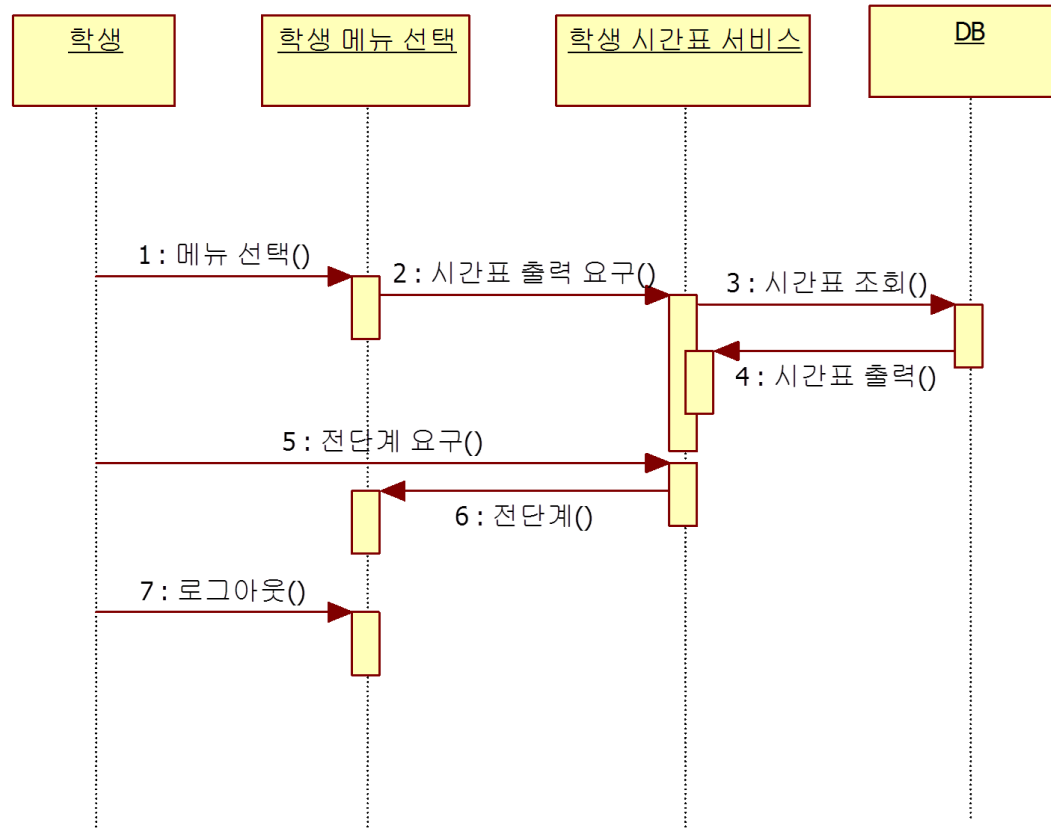 학생
학생 메뉴 선택
학생 시간표 서비스
DB
1 : 메뉴 선택()
2 : 시간표 출력 요구()
3 : 시간표 조회()
4 : 시간표 출력()
5 : 전단계 요구()
6 : 전단계()
7 : 로그아웃()